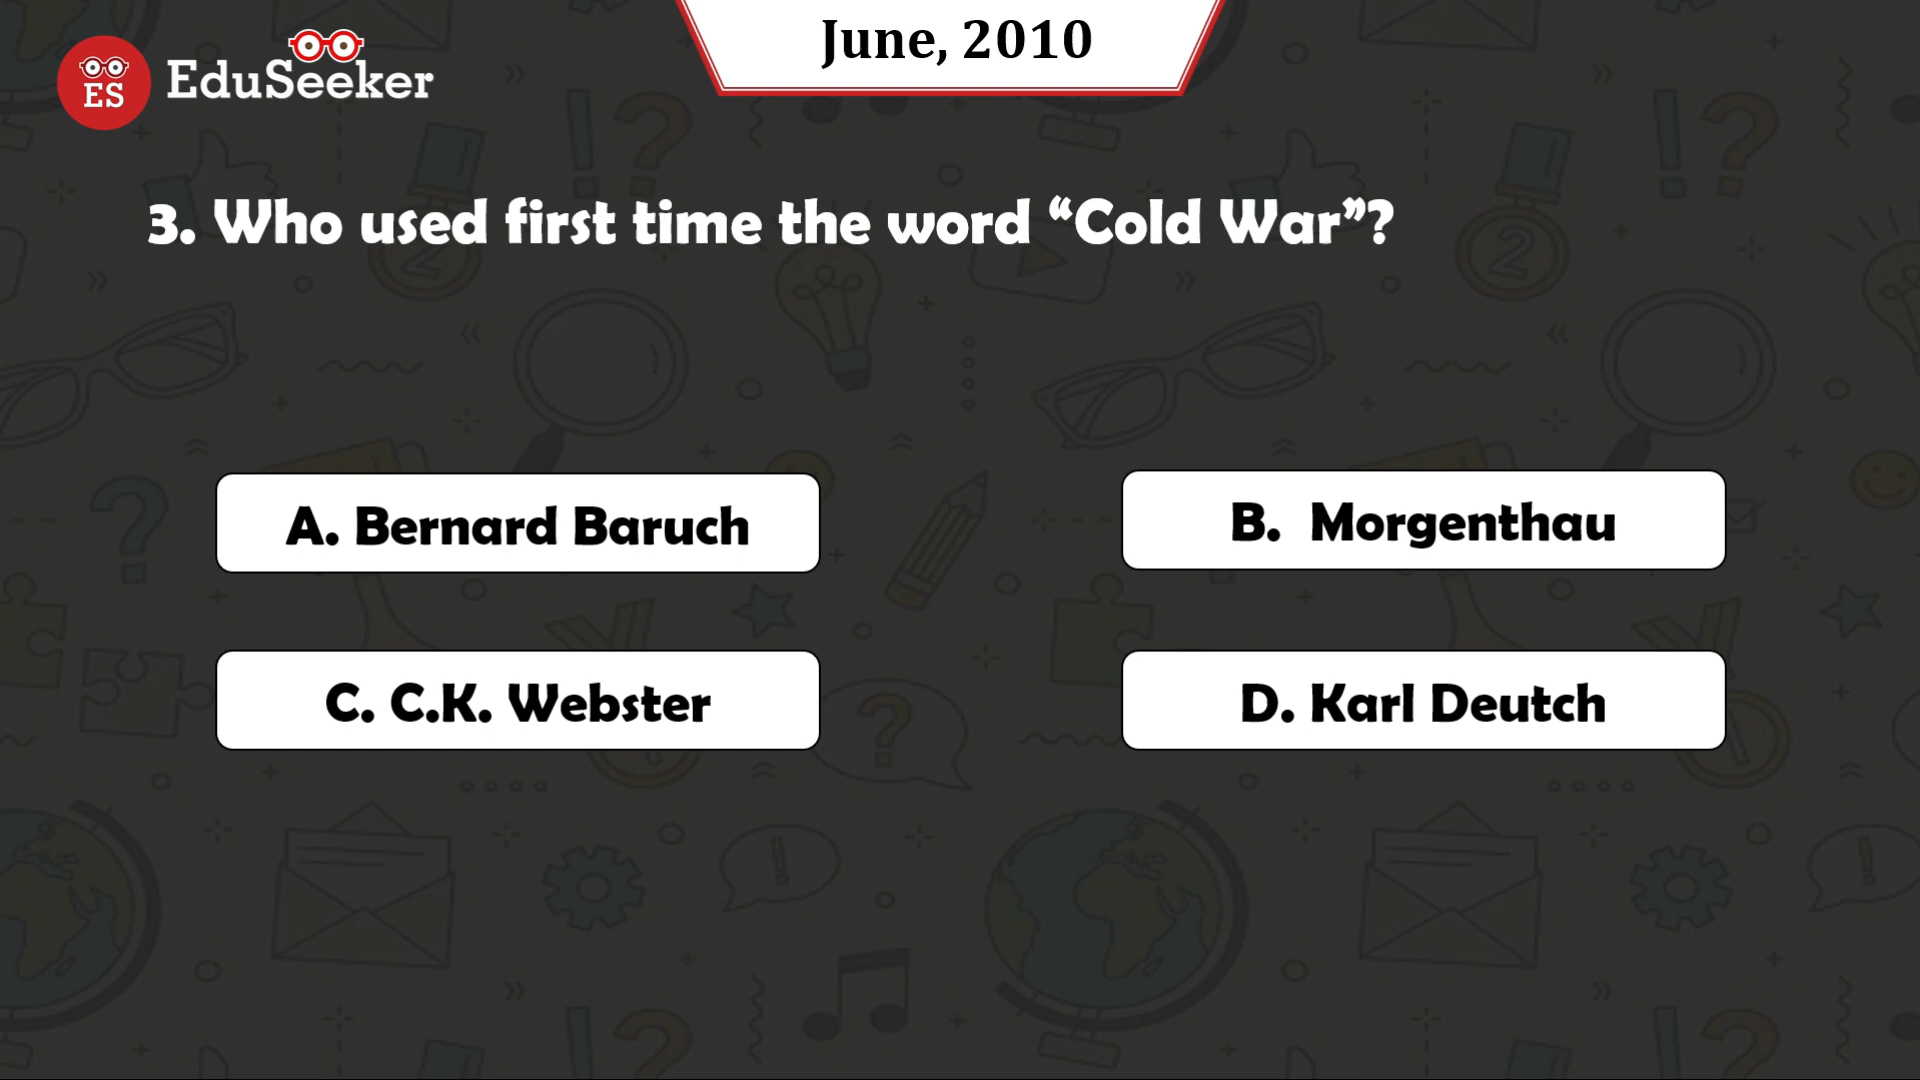 June, 2010
ES
EduSeeker
3. Who used first time the word “Cold War”?
A. Bernard Baruch
B. Morgenthau
C. C.K. Webster
D. Karl Deutch